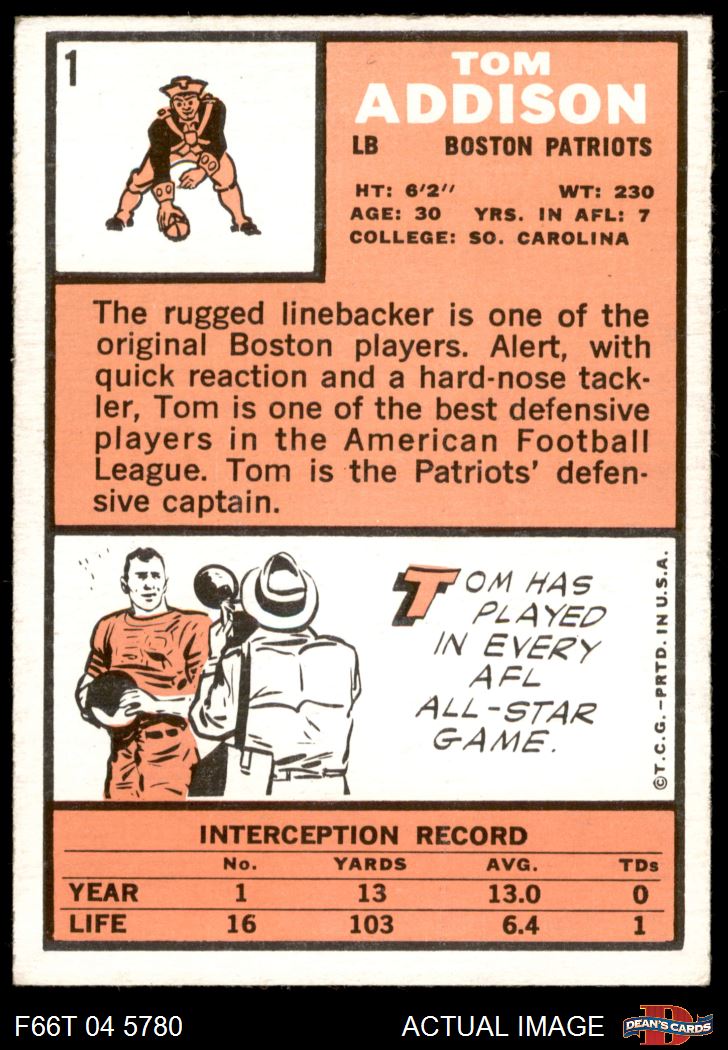 1
TOM
ADDISON
LB BOSTON PATRIOTS
HT: 6'2" WT: 230
AGE: 30 YRS. IN AFL: 7
COLLEGE: SO. CAROLINA
The rugged linebacker is one of the
original Boston players. Alert, with
quick reaction and a hard-nose tack-
ler, Tom is one of the best defensive
players in the American Football
League. Tom is the Patriots' defen-
sive captain.
TOM HAS
PLAYED
IN EVERY
AFL
ALL-STAR
GAME.
©T.C.G.–PRTD. IN U.S.A.
INTERCEPTION RECORD
No. YARDS AVG. TDs
YEAR 1 13 13.0 0
LIFE 16 103 6.4 1
F66T 04 5780 ACTUAL IMAGE
D
DEAN'S CARDS